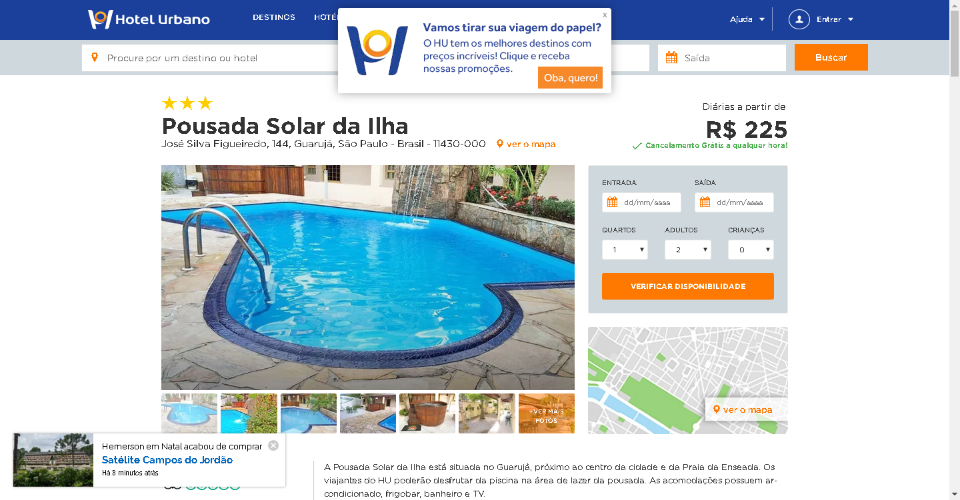 Hotel Urbano
DESTINOS
HOTÉ
Ajuda
Entrar
x
Vamos tirar sua viagem do papel?
O HU tem os melhores destinos com
preços incríveis! Clique e receba
nossas promoções.
Oba, quero!
Procure por um destino ou hotel
Saída
Buscar
Pousada Solar da Ilha
José Silva Figueiredo, 144, Guarujá, São Paulo - Brasil - 11430-000
ver o mapa
Diárias a partir de
R$ 225
Cancelamento Grátis a qualquer hora!
ENTRADA
SAÍDA
dd/mm/aaaa
dd/mm/aaaa
QUARTOS
ADULTOS
CRIANÇAS
1
2
0
VERIFICAR DISPONIBILIDADE
ver o mapa
+VER MAIS
FOTOS
Hemerson em Natal acabou de comprar
Satélite Campos do Jordão
Há 8 minutos atrás
A Pousada Solar da Ilha está situada no Guarujá, próximo ao centro da cidade e da Praia da Enseada. Os
viajantes do HU poderão desfrutar da piscina na área de lazer da pousada. As acomodações possuem ar-
condicionado, frigobar, banheiro e TV.